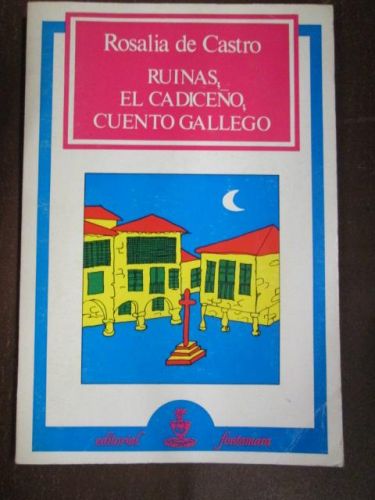 Rosalia de Castro
RUINAS,
EL CADICEÑO,
CUENTO GALLEGO
editorial fontamara